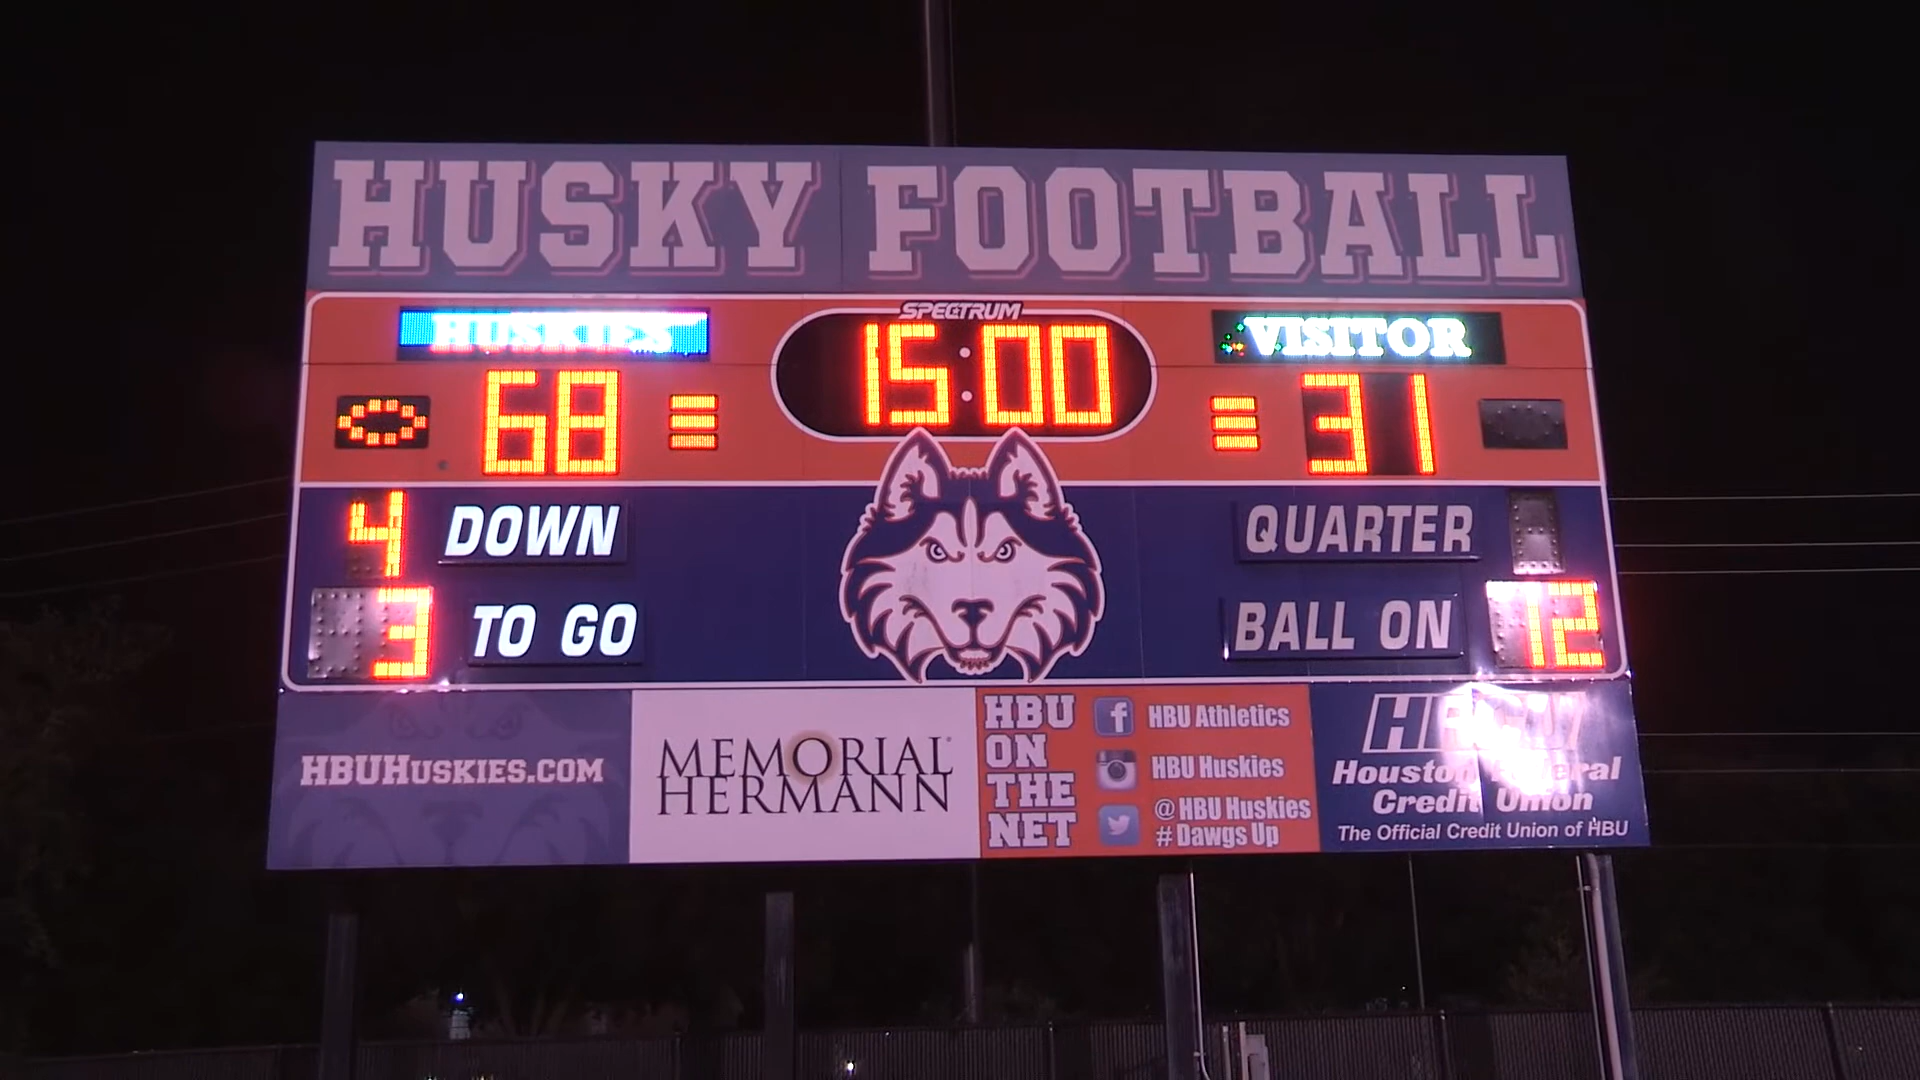 HUSKY FOOTBALL
SPECTRUM
HUSKIES 15:00 VISITOR
68 31
4 DOWN QUARTER
3 TO GO BALL ON 12
HBUHUSKIES.COM
MEMORIAL
HERMANN
HBU
ON
THE
NET
HBU Athletics
HBU Huskies
@HBU Huskies
#Dawgs Up
Houston Federal
Credit Union
The Official Credit Union of HBU